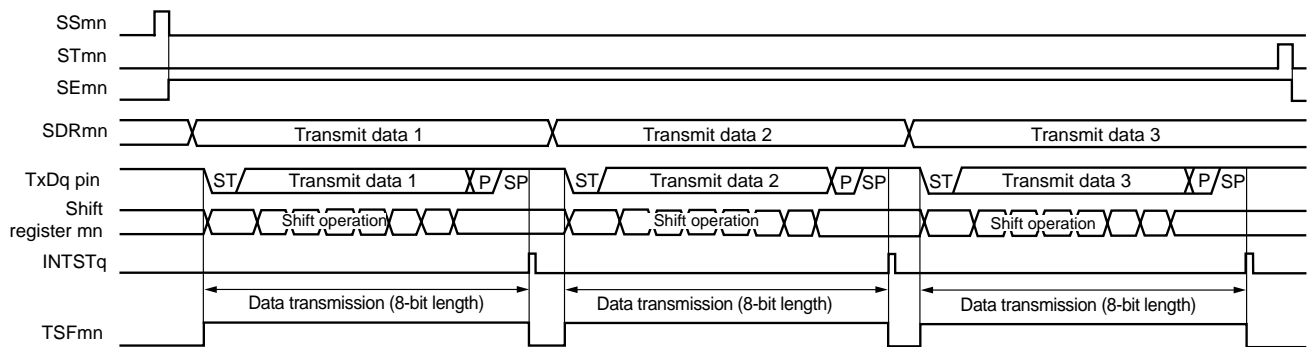 SSmn
STmn
SEmn
SDRmn Transmit data 1 Transmit data 2 Transmit data 3
TxDq pin ST Transmit data 1 P SP ST Transmit data 2 P SP ST Transmit data 3 P SP
Shift
register mn Shift operation Shift operation Shift operation
INTSTq
Data transmission (8-bit length) Data transmission (8-bit length) Data transmission (8-bit length)
TSFmn